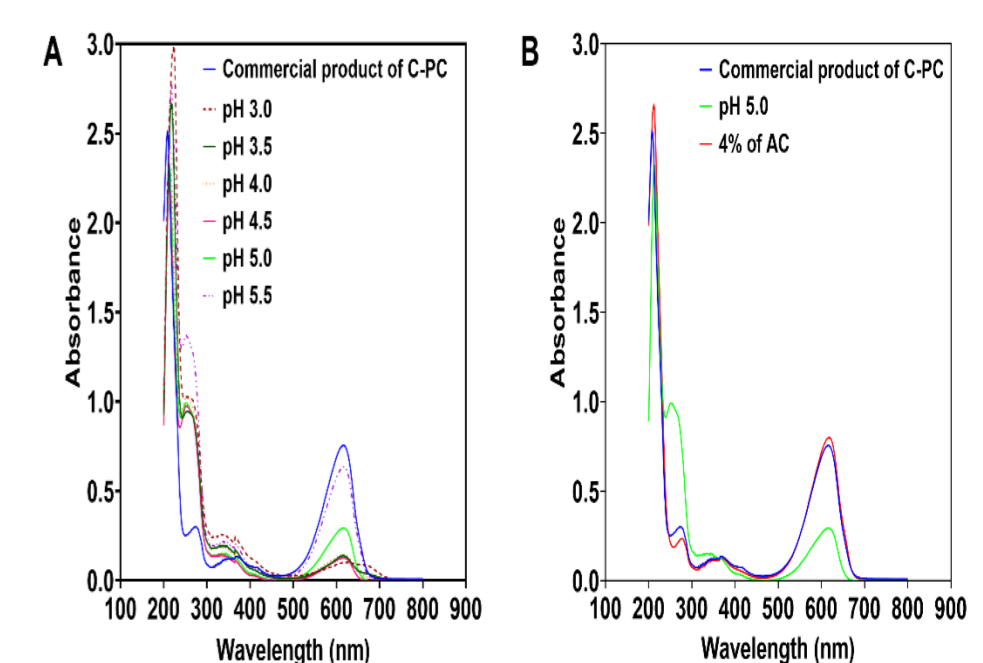 A
Absorbance
3.0
2.5
2.0
1.5
1.0
0.5
0.0
Commercial product of C-PC
pH 3.0
pH 3.5
pH 4.0
pH 4.5
pH 5.0
pH 5.5
100 200 300 400 500 600 700 800 900
Wavelength (nm)
B
Absorbance
3.0
2.5
2.0
1.5
1.0
0.5
0.0
Commercial product of C-PC
pH 5.0
4% of AC
100 200 300 400 500 600 700 800 900
Wavelength (nm)